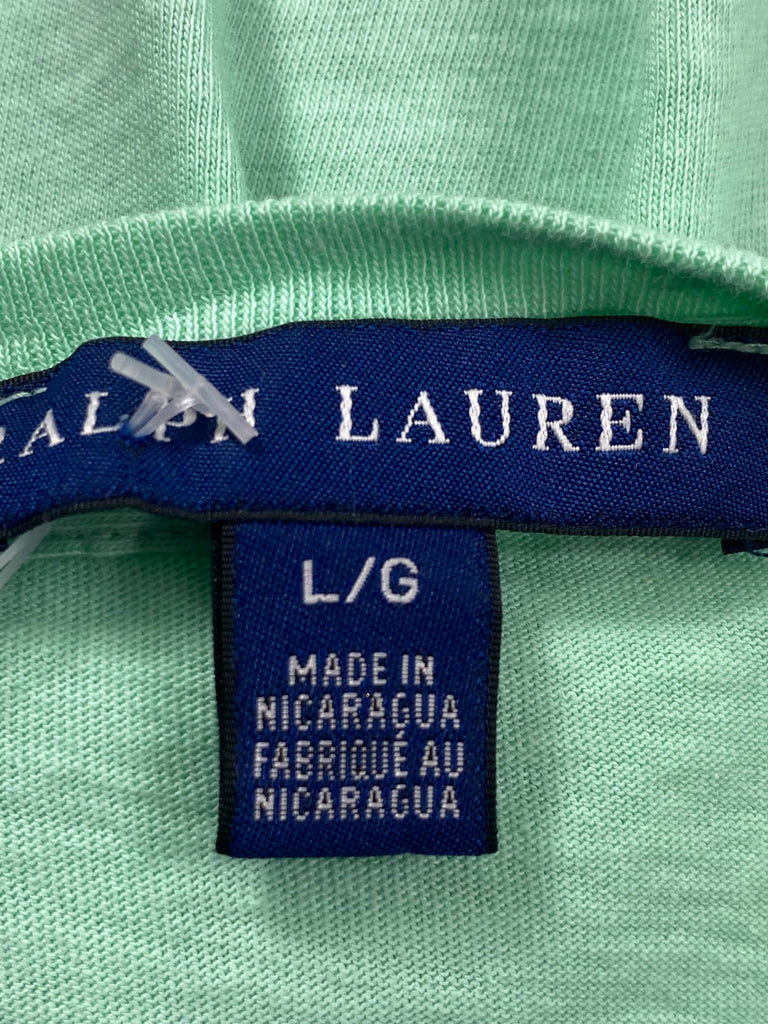 RALPH LAUREN
L/G
MADE IN
NICARAGUA
FABRIQUÉ AU
NICARAGUA